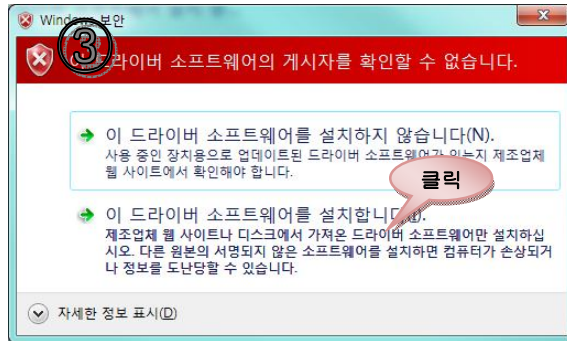 Windows 보안
③
드라이버 소프트웨어의 게시자를 확인할 수 없습니다.
이 드라이버 소프트웨어를 설치하지 않습니다(N).
사용 중인 장치용으로 업데이트된 드라이버 소프트웨어가 있는지 제조업체
웹 사이트에서 확인해야 합니다.
클릭
이 드라이버 소프트웨어를 설치합니다(I).
제조업체 웹 사이트나 디스크에서 가져온 드라이버 소프트웨어만 설치하십
시오. 다른 원본의 서명되지 않은 소프트웨어를 설치하면 컴퓨터가 손상되거
나 정보를 도난당할 수 있습니다.
자세한 정보 표시(D)